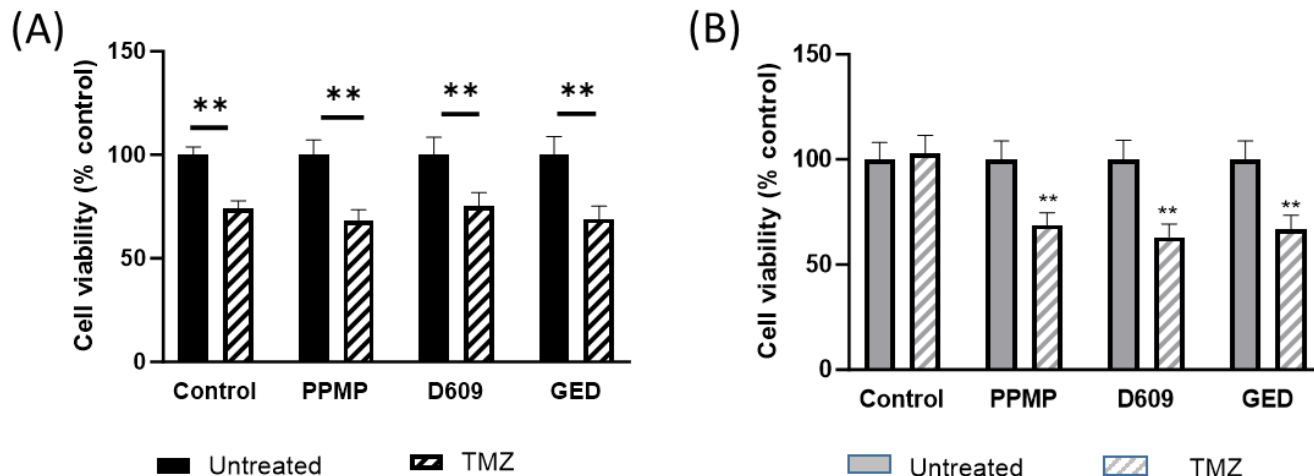 (A)
Cell viability (% control)
150
100
50
0
** ** ** **
Control PPMP D609 GED
Untreated TMZ
(B)
Cell viability (% control)
150
100
50
0
** ** **
Control PPMP D609 GED
Untreated TMZ